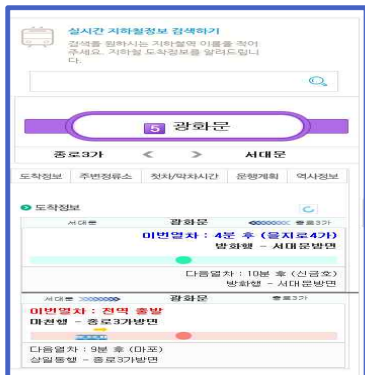 실시간 지하철정보 검색하기
검색을 원하시는 지하철역 이름을 적어
주세요. 지하철 도착정보를 알려드립니
다.
5 광화문
종로3가 < > 서대문
도착정보 주변정류소 첫차/막차시간 운행계획 역사정보
도착정보
서대문 광화문 종로3가
이번열차 : 4분 후 (을지로4가)
방화행 - 서대문방면
다음열차 : 10분 후 (신금호)
방화행 - 서대문방면
서대문 광화문 종로3가
이번열차 : 전역 출발
마천행 - 종로3가방면
다음열차 : 9분 후 (마포)
상일동행 - 종로3가방면